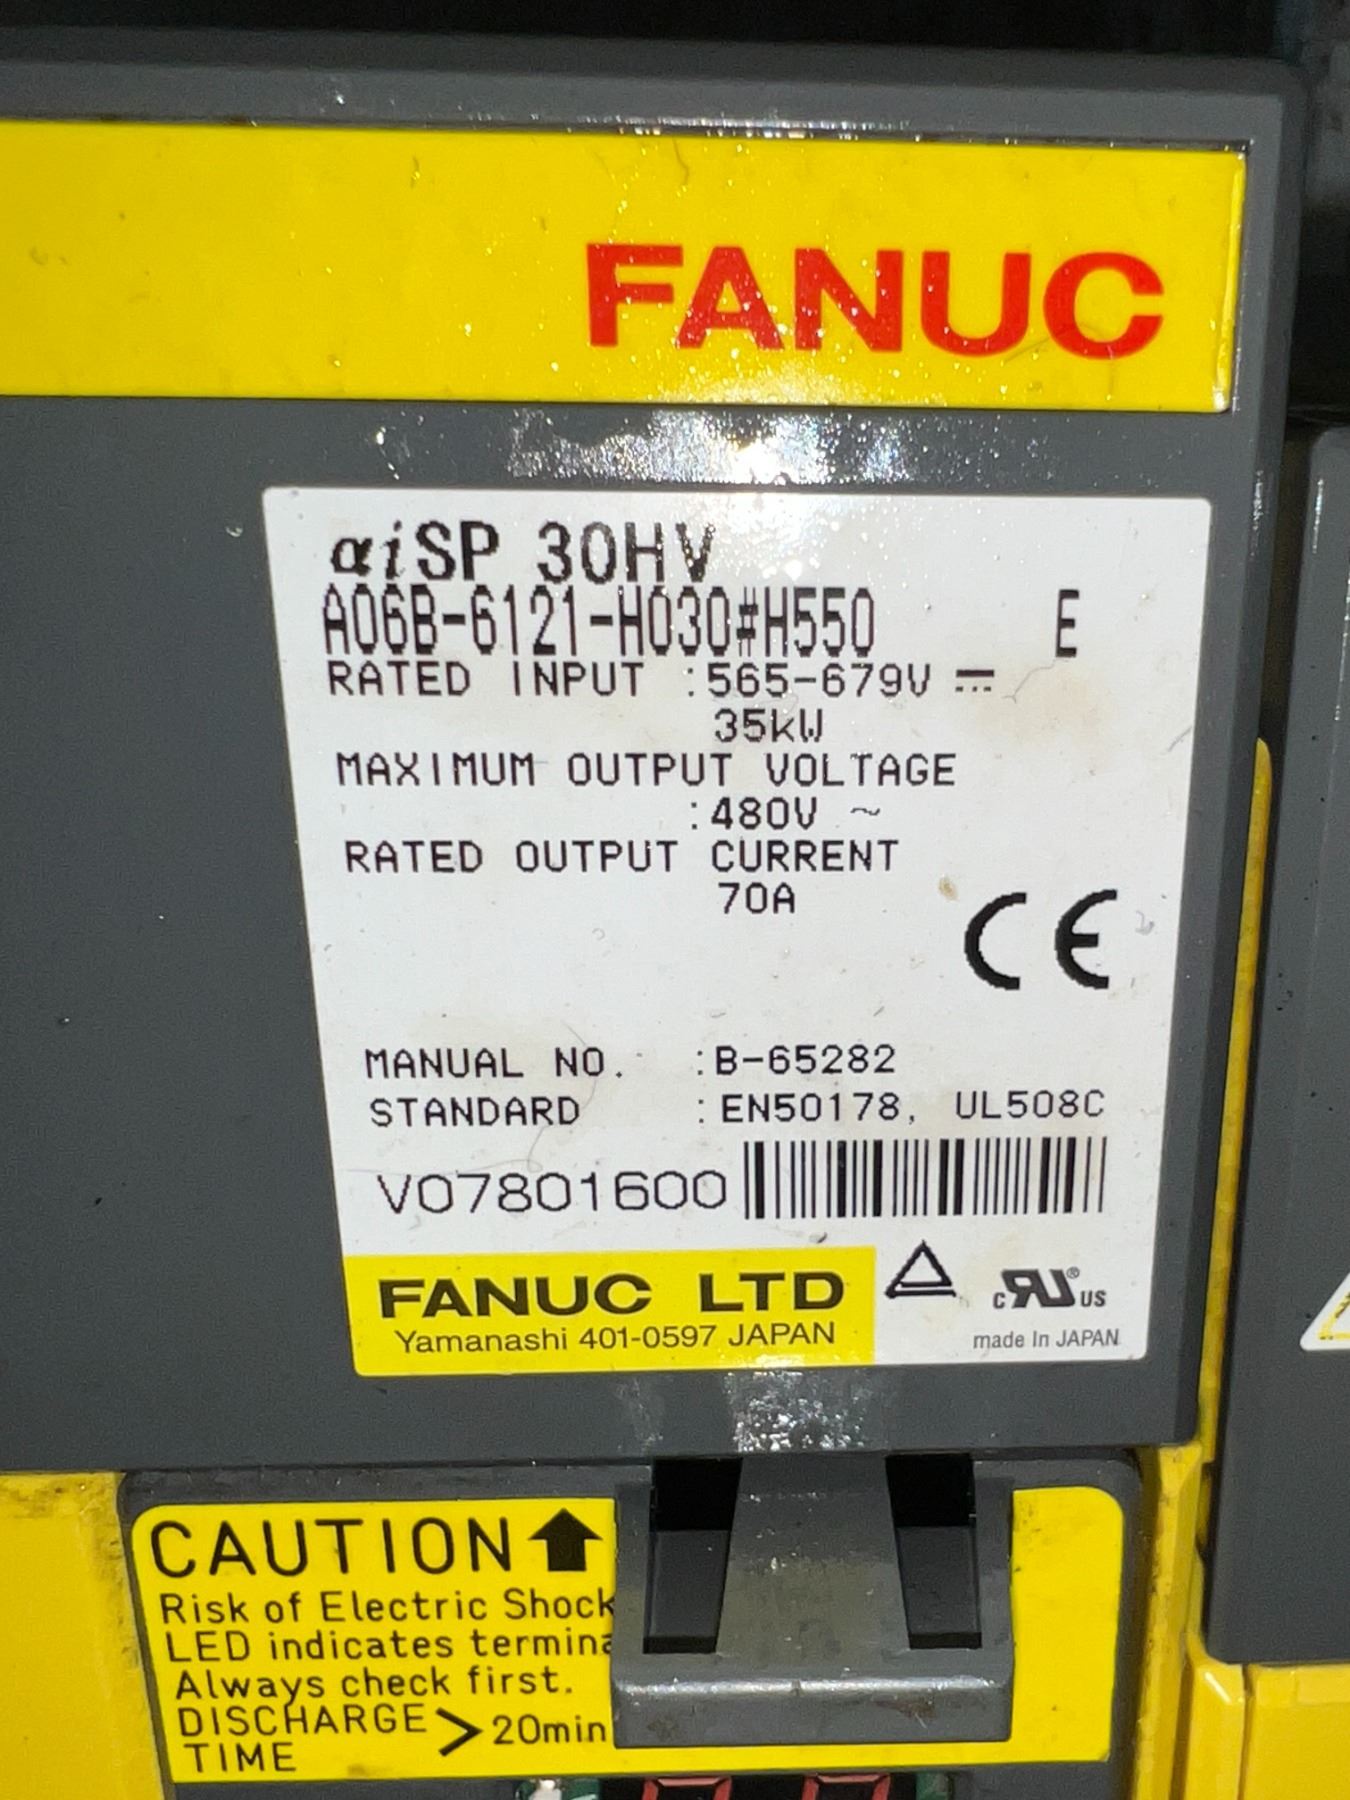 FANUC
αiSP 30HV
A06B-6121-H030#H550 E
RATED INPUT :565-679V ⎓
35kW
MAXIMUM OUTPUT VOLTAGE
:480V ~
RATED OUTPUT CURRENT
70A
CE
MANUAL NO. :B-65282
STANDARD :EN50178, UL508C
V07801600
FANUC LTD
Yamanashi 401-0597 JAPAN
c RU ® US
made In JAPAN
CAUTION
Risk of Electric Shock
LED indicates
Always check first.
DISCHARGE > 20min
TIME